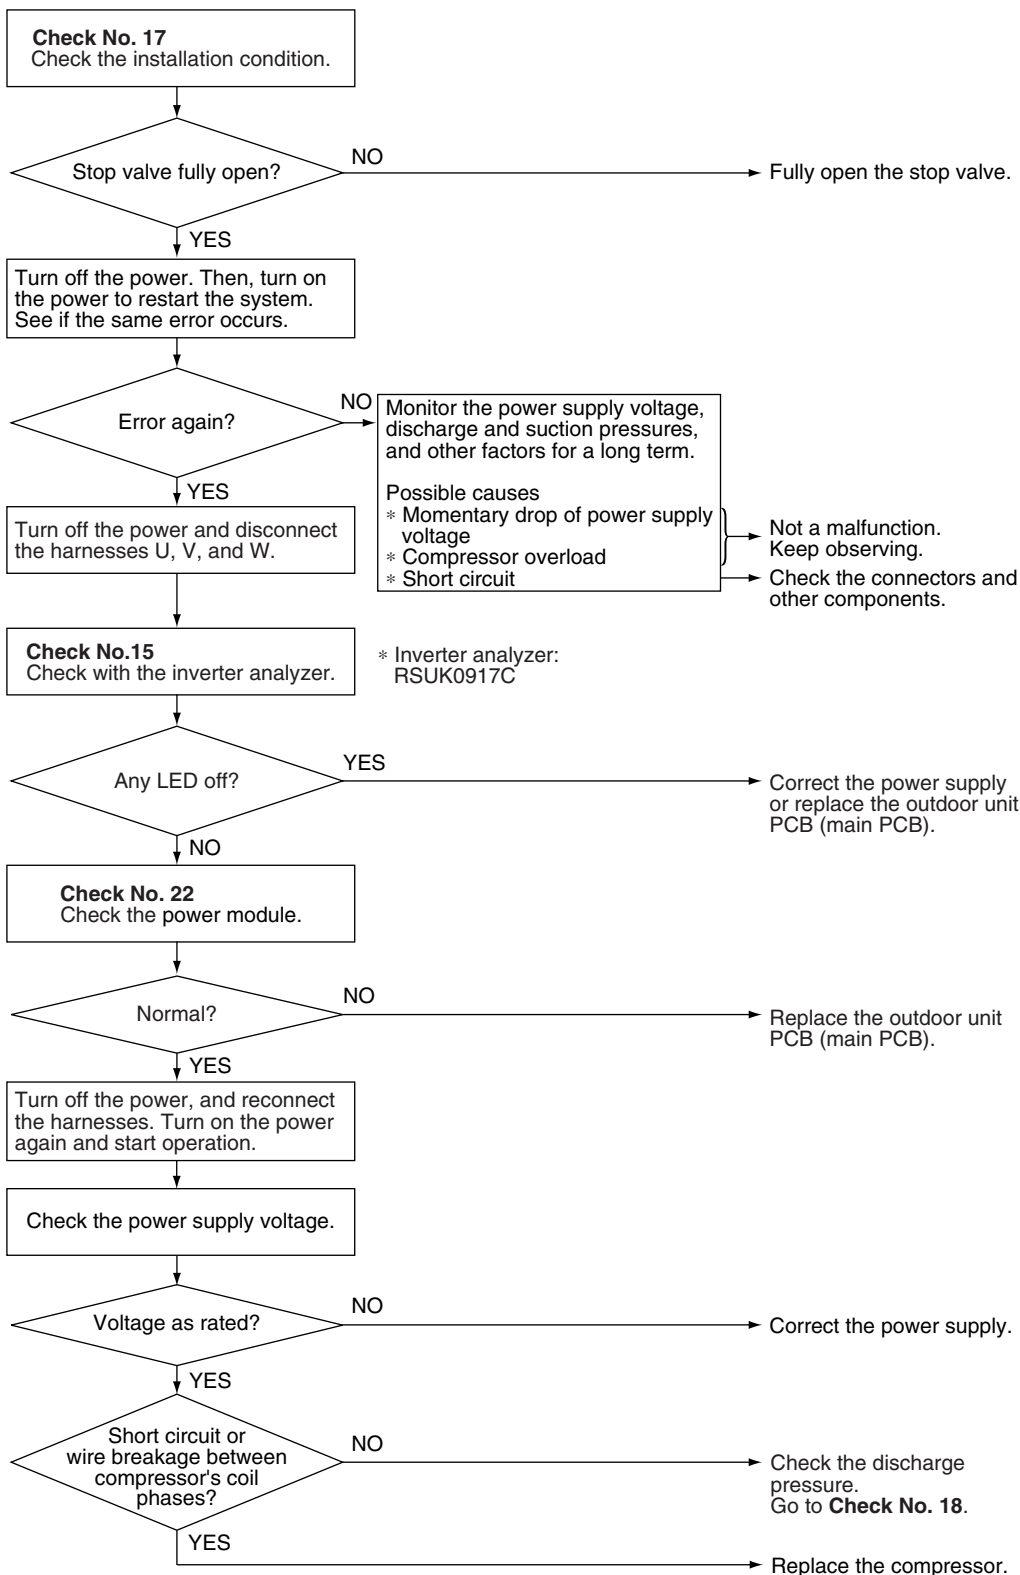 Check No. 17
Check the installation condition.
Stop valve fully open?
NO
Fully open the stop valve.
YES
Turn off the power. Then, turn on
the power to restart the system.
See if the same error occurs.
Error again?
NO
Monitor the power supply voltage,
discharge and suction pressures,
and other factors for a long term.
Possible causes
* Momentary drop of power supply
voltage
* Compressor overload
* Short circuit
Not a malfunction.
Keep observing.
Check the connectors and
other components.
YES
Turn off the power and disconnect
the harnesses U, V, and W.
Check No.15
Check with the inverter analyzer.
* Inverter analyzer:
RSUK0917C
Any LED off?
YES
Correct the power supply
or replace the outdoor unit
PCB (main PCB).
NO
Check No. 22
Check the power module.
Normal?
NO
Replace the outdoor unit
PCB (main PCB).
YES
Turn off the power, and reconnect
the harnesses. Turn on the power
again and start operation.
Check the power supply voltage.
Voltage as rated?
NO
Correct the power supply.
YES
Short circuit or
wire breakage between
compressor's coil
phases?
NO
Check the discharge
pressure.
Go to Check No. 18.
YES
Replace the compressor.